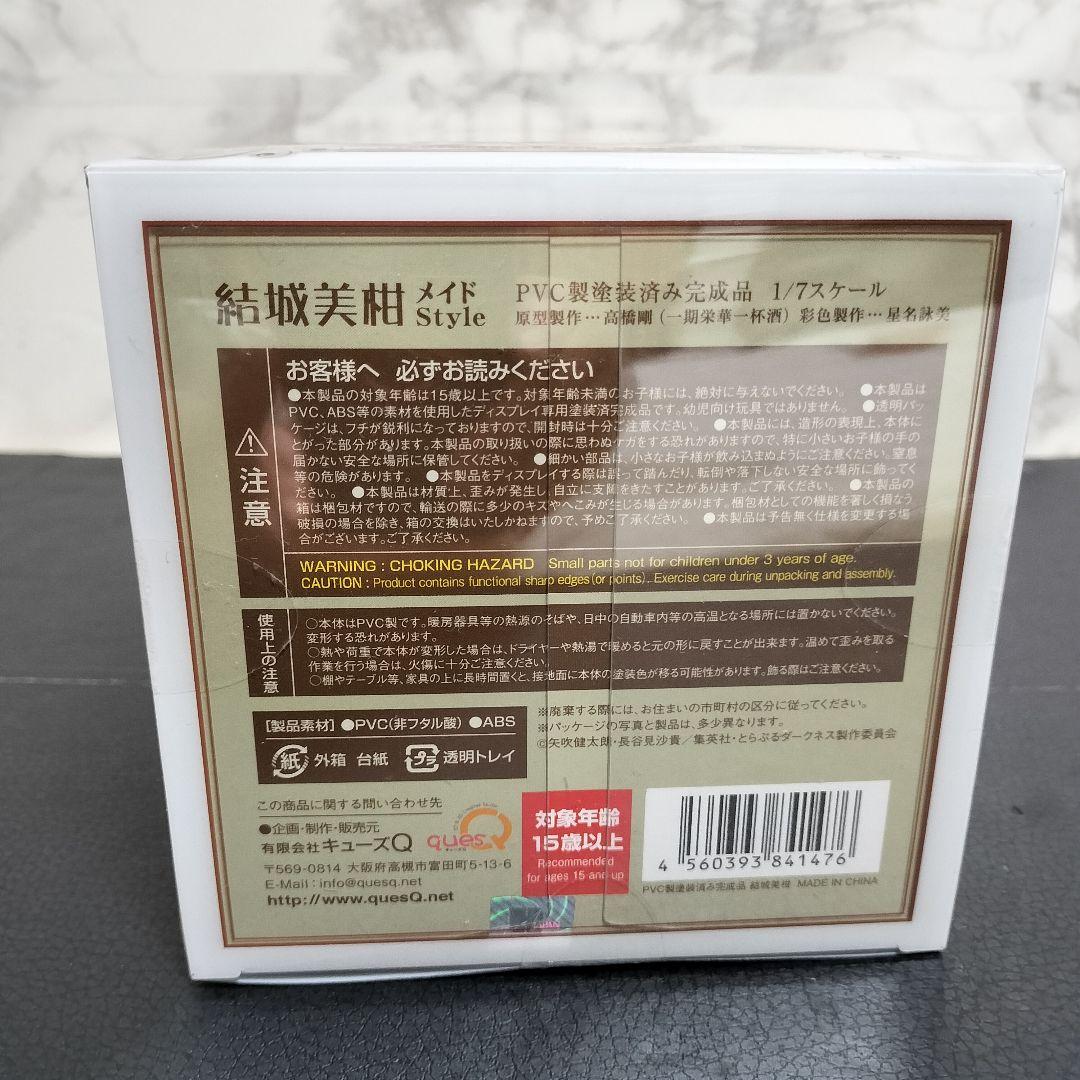 結城美柑 メイド Style
PVC製塗装済み完成品 1/7スケール
原型製作…高橋剛(一期栄華一杯酒) 彩色製作…星名詠美
⚠注意
お客様へ 必ずお読みください
●本製品の対象年齢は15歳以上です。対象年齢未満のお子様には、絶対に与えないでください。 ●本製品は
PVC、ABS等の素材を使用したディスプレイ専用塗装済完成品です。幼児向け玩具ではありません。 ●透明パッ
ケージは、フチが鋭利になっておりますので、開封時は十分ご注意ください。 ●本製品には、造形の表現上、本体に
とがった部分があります。本製品の取り扱いの際に思わぬケガをする恐れがありますので、特に小さいお子様の手の
届かない安全な場所に保管してください。 ●細かい部品は、小さなお子様が飲み込まぬようにご注意ください。窒息
等の危険があります。 ●本製品をディスプレイする際は誤って踏んだり、転倒や落下しない安全な場所に飾ってく
ださい。 ●本製品は材質上、歪みが発生し、自立に支障をきたすことがあります。ご了承ください。 ●本製品の
箱は梱包材ですので、輸送の際に多少のキズやへこみが生じる場合があります。梱包材としての機能を著しく損なう
破損の場合を除き、箱の交換はいたしかねますので、予めご了承ください。 ●本製品は予告無く仕様を変更する場
合がございます。ご了承ください。
WARNING : CHOKING HAZARD Small parts not for children under 3 years of age.
CAUTION : Product contains functional sharp edges (or points). Exercise care during unpacking and assembly.
使用上の注意
○本体はPVC製です。暖房器具等の熱源のそばや、日中の自動車内等の高温となる場所には置かないでください。
変形する恐れがあります。
○熱や荷重で本体が変形した場合は、ドライヤーや熱湯で暖めると元の形に戻すことが出来ます。温めて歪みを取る
作業を行う場合は、火傷に十分ご注意ください。
○棚やテーブル等、家具の上に長時間置くと、接地面に本体の塗装色が移る可能性があります。飾る際はご注意ください。
【製品素材】 ●PVC(非フタル酸) ●ABS
紙 外箱 台紙 プラ 透明トレイ
※廃棄する際には、お住まいの市町村の区分に従ってください。
※パッケージの写真と製品は、多少異なります。
©矢吹健太朗・長谷見沙貴/集英社・とらぶるダークネス製作委員会
この商品に関する問い合わせ先
●企画・制作・販売元
有限会社キューズQ
quesQ
〒569-0814 大阪府高槻市富田町5-13-6
E-Mail : info@quesq.net
http://www.quesQ.net
対象年齢
15歳以上
Recommended
for ages 15 and up
4 560393 841476
PVC製塗装済み完成品 結城美柑 MADE IN CHINA